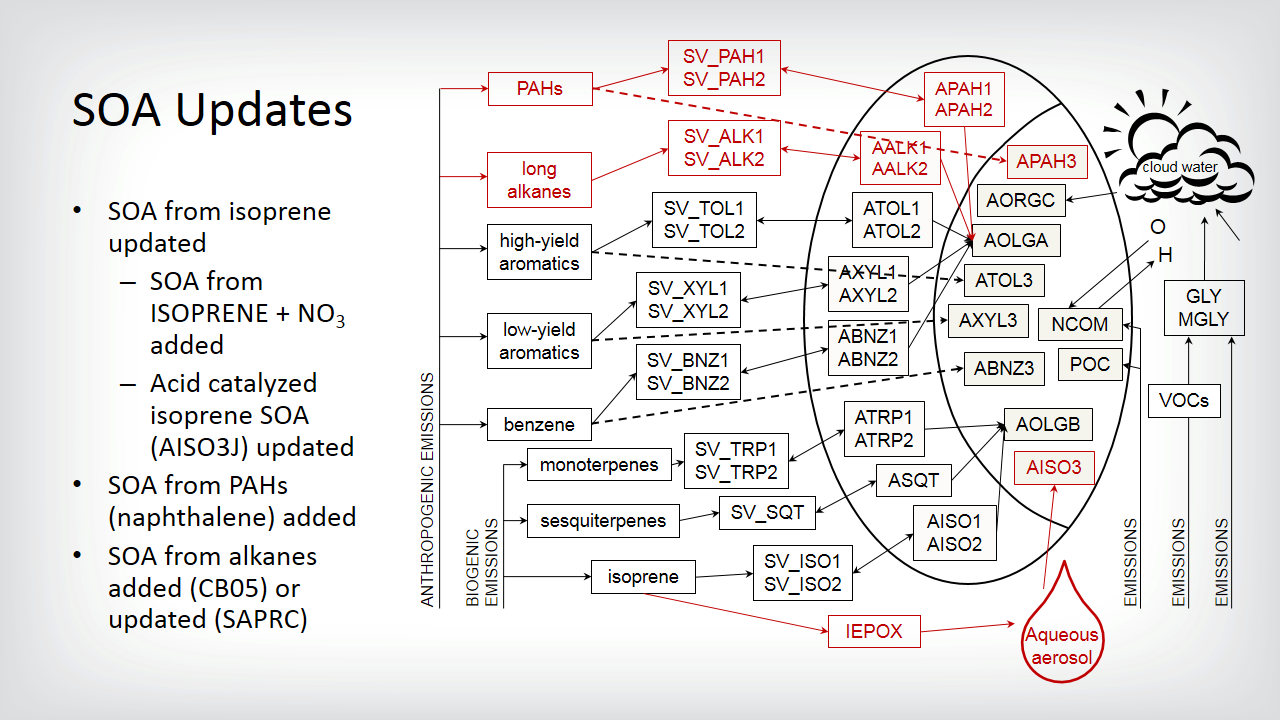 SOA Updates
• SOA from isoprene
updated
– SOA from
ISOPRENE + NO₃
added
– Acid catalyzed
isoprene SOA
(AISO3J) updated
• SOA from PAHs
(naphthalene) added
• SOA from alkanes
added (CB05) or
updated (SAPRC)
ANTHROPOGENIC EMISSIONS
BIOGENIC
EMISSIONS
PAHs
long
alkanes
high-yield
aromatics
low-yield
aromatics
benzene
monoterpenes
sesquiterpenes
isoprene
SV_PAH1
SV_PAH2
SV_ALK1
SV_ALK2
SV_TOL1
SV_TOL2
SV_XYL1
SV_XYL2
SV_BNZ1
SV_BNZ2
SV_TRP1
SV_TRP2
SV_SQT
SV_ISO1
SV_ISO2
IEPOX
APAH1
APAH2
AALK1
AALK2
ATOL1
ATOL2
AXYL1
AXYL2
ABNZ1
ABNZ2
ATRP1
ATRP2
ASQT
AISO1
AISO2
APAH3
AORGC
AOLGA
ATOL3
AXYL3
NCOM
ABNZ3
POC
AOLGB
AISO3
Aqueous
aerosol
cloud water
O
H
GLY
MGLY
VOCs
EMISSIONS
EMISSIONS
EMISSIONS